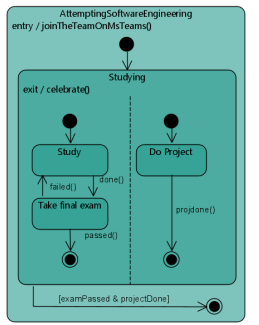 AttemptingSoftwareEngineering
entry / joinTheTeamOnMsTeams()
Studying
exit / celebrate()
Study
Do Project
done()
failed()
Take final exam
projdone()
passed()
[examPassed & projectDone]